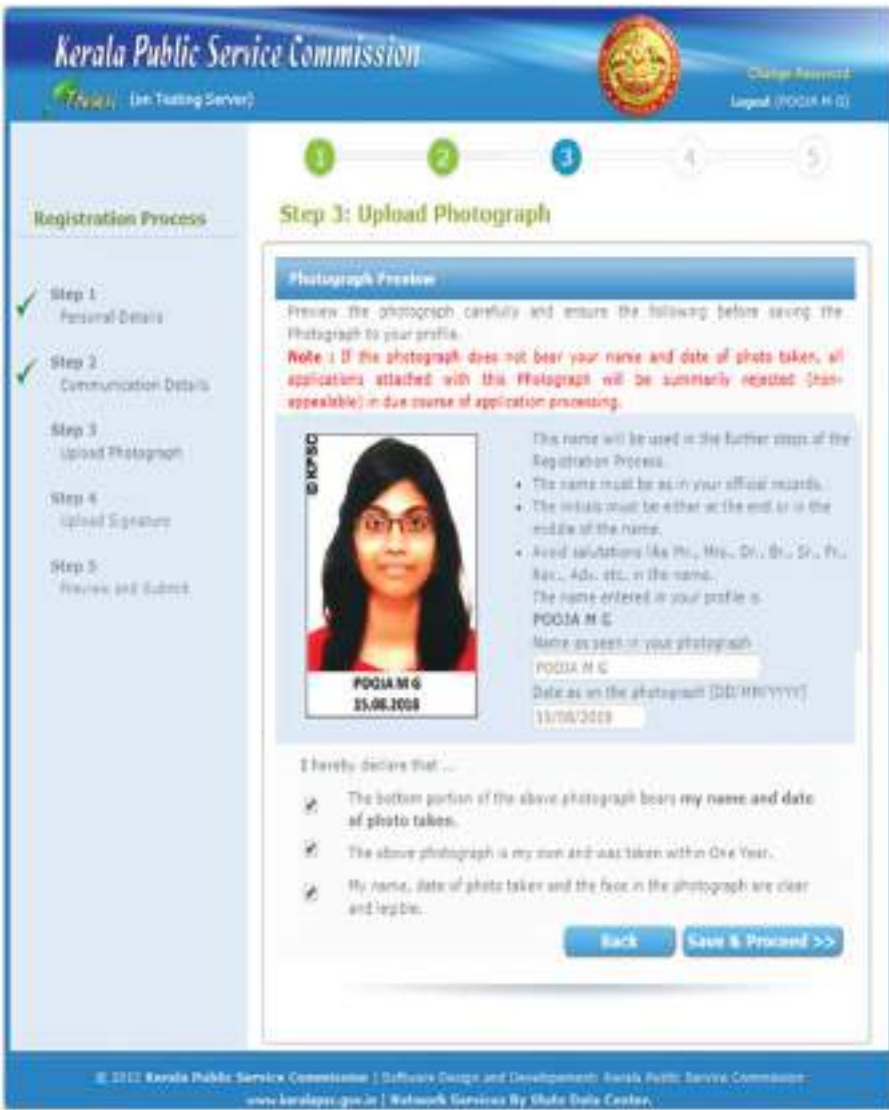 Kerala Public Service Commission
Change Password
Thulasi (on Testing Server)
Logout (POOJA M G)
1 2 3 4 5
Registration Process
Step 1
Personal Details
Step 2
Communication Details
Step 3
Upload Photograph
Step 4
Upload Signature
Step 5
Preview and Submit
Step 3: Upload Photograph
Photograph Preview
Preview the photograph carefully and ensure the following before saving the
Photograph to your profile.
Note : If the photograph does not bear your name and date of photo taken, all
applications attached with this Photograph will be summarily rejected (non-
appealable) in due course of application processing.
© KPSC
POOJA M G
15.08.2018
This name will be used in the further steps of the
Registration Process.
• The name must be as in your official records.
• The initials must be either at the end or in the
middle of the name.
• Avoid salutations like Mr., Mrs., Dr., Br., Sr., Fr.,
Rev., Adv. etc. in the name.
The name entered in your profile is
POOJA M G
Name as seen in your photograph
POOJA M G
Date as on the photograph [DD/MM/YYYY]
15/08/2018
I hereby declare that ...
The bottom portion of the above photograph bears my name and date
of photo taken.
The above photograph is my own and was taken within One Year.
My name, date of photo taken and the face in the photograph are clear
and legible.
Back Save & Proceed >>
© 2012 Kerala Public Service Commission | Software Design and Developement: Kerala Public Service Commission
www.keralapsc.gov.in | Network Services By State Data Center.